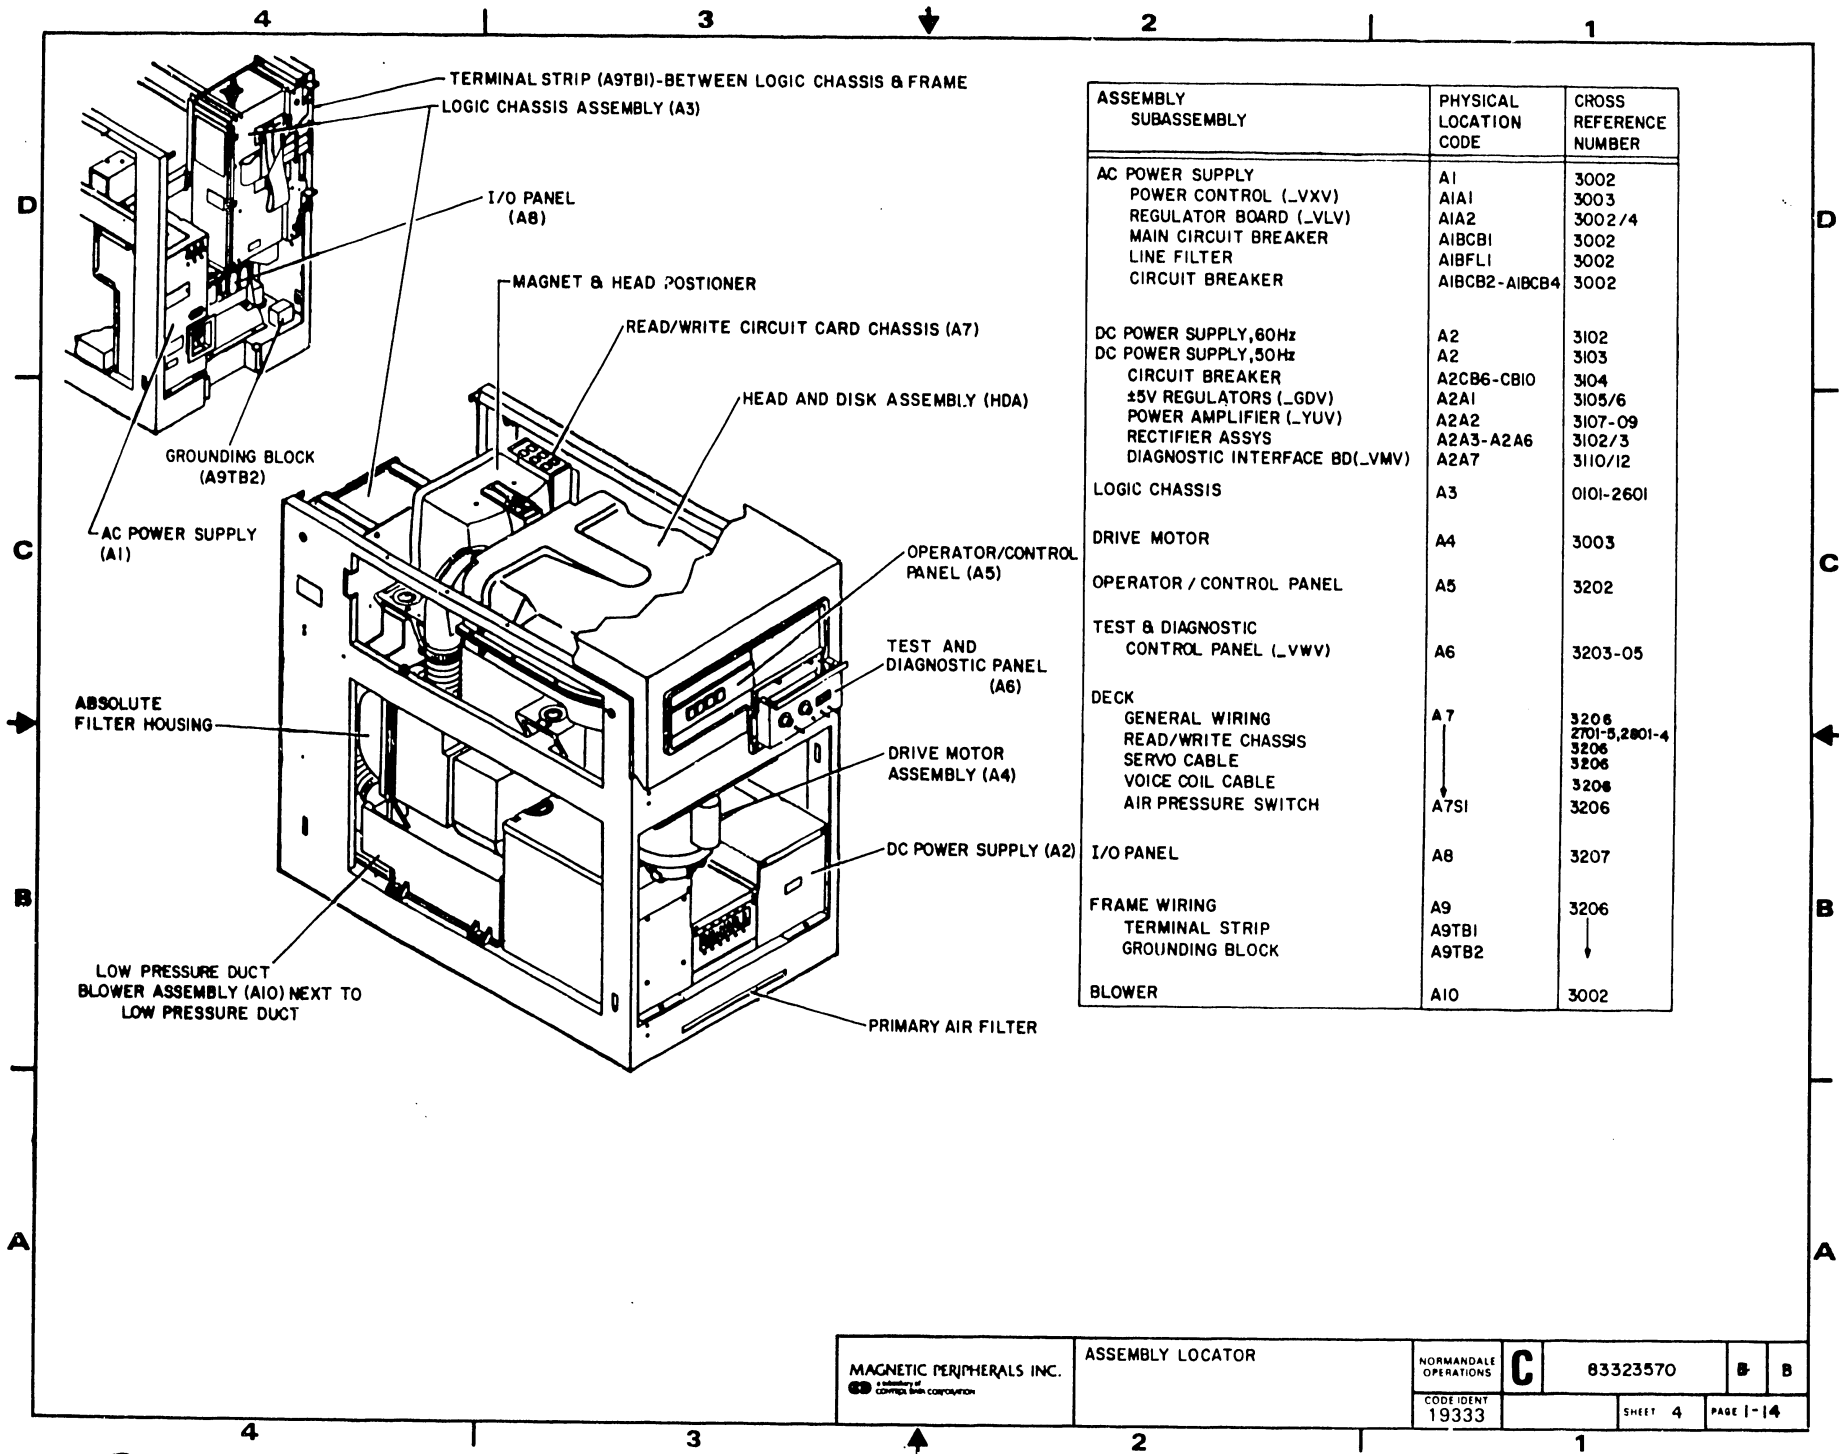 4 3 2 1
TERMINAL STRIP (A9TB1)-BETWEEN LOGIC CHASSIS & FRAME
LOGIC CHASSIS ASSEMBLY (A3)
I/O PANEL
(A8)
MAGNET & HEAD POSTIONER
READ/WRITE CIRCUIT CARD CHASSIS (A7)
HEAD AND DISK ASSEMBLY (HDA)
GROUNDING BLOCK
(A9TB2)
AC POWER SUPPLY
(A1)
OPERATOR/CONTROL
PANEL (A5)
TEST AND
DIAGNOSTIC PANEL
(A6)
ABSOLUTE
FILTER HOUSING
DRIVE MOTOR
ASSEMBLY (A4)
DC POWER SUPPLY (A2)
LOW PRESSURE DUCT
BLOWER ASSEMBLY (A10) NEXT TO
LOW PRESSURE DUCT
PRIMARY AIR FILTER
D
C
B
A
ASSEMBLY
SUBASSEMBLY
PHYSICAL
LOCATION
CODE
CROSS
REFERENCE
NUMBER
AC POWER SUPPLY A1 3002
POWER CONTROL (_VXV) A1A1 3003
REGULATOR BOARD (_VLV) A1A2 3002/4
MAIN CIRCUIT BREAKER A1BCB1 3002
LINE FILTER A1BFL1 3002
CIRCUIT BREAKER A1BCB2-A1BCB4 3002
DC POWER SUPPLY,60Hz A2 3102
DC POWER SUPPLY,50Hz A2 3103
CIRCUIT BREAKER A2CB6-CB10 3104
±5V REGULATORS (_GDV) A2A1 3105/6
POWER AMPLIFIER (_YUV) A2A2 3107-09
RECTIFIER ASSYS A2A3-A2A6 3102/3
DIAGNOSTIC INTERFACE BD(_VMV) A2A7 3110/12
LOGIC CHASSIS A3 0101-2601
DRIVE MOTOR A4 3003
OPERATOR / CONTROL PANEL A5 3202
TEST & DIAGNOSTIC
CONTROL PANEL (_VWV) A6 3203-05
DECK
GENERAL WIRING A7 3206
READ/WRITE CHASSIS 2701-5,2801-4
3206
SERVO CABLE 3206
VOICE COIL CABLE 3206
AIR PRESSURE SWITCH A7S1 3206
I/O PANEL A8 3207
FRAME WIRING A9 3206
TERMINAL STRIP A9TB1
GROUNDING BLOCK A9TB2
BLOWER A10 3002
D
C
B
A
MAGNETIC PERIPHERALS INC.
a subsidiary of
CONTROL DATA CORPORATION
ASSEMBLY LOCATOR
NORMANDALE
OPERATIONS
C
83323570
B
CODE IDENT
19333
SHEET 4
PAGE 1-14
4 3 2 1